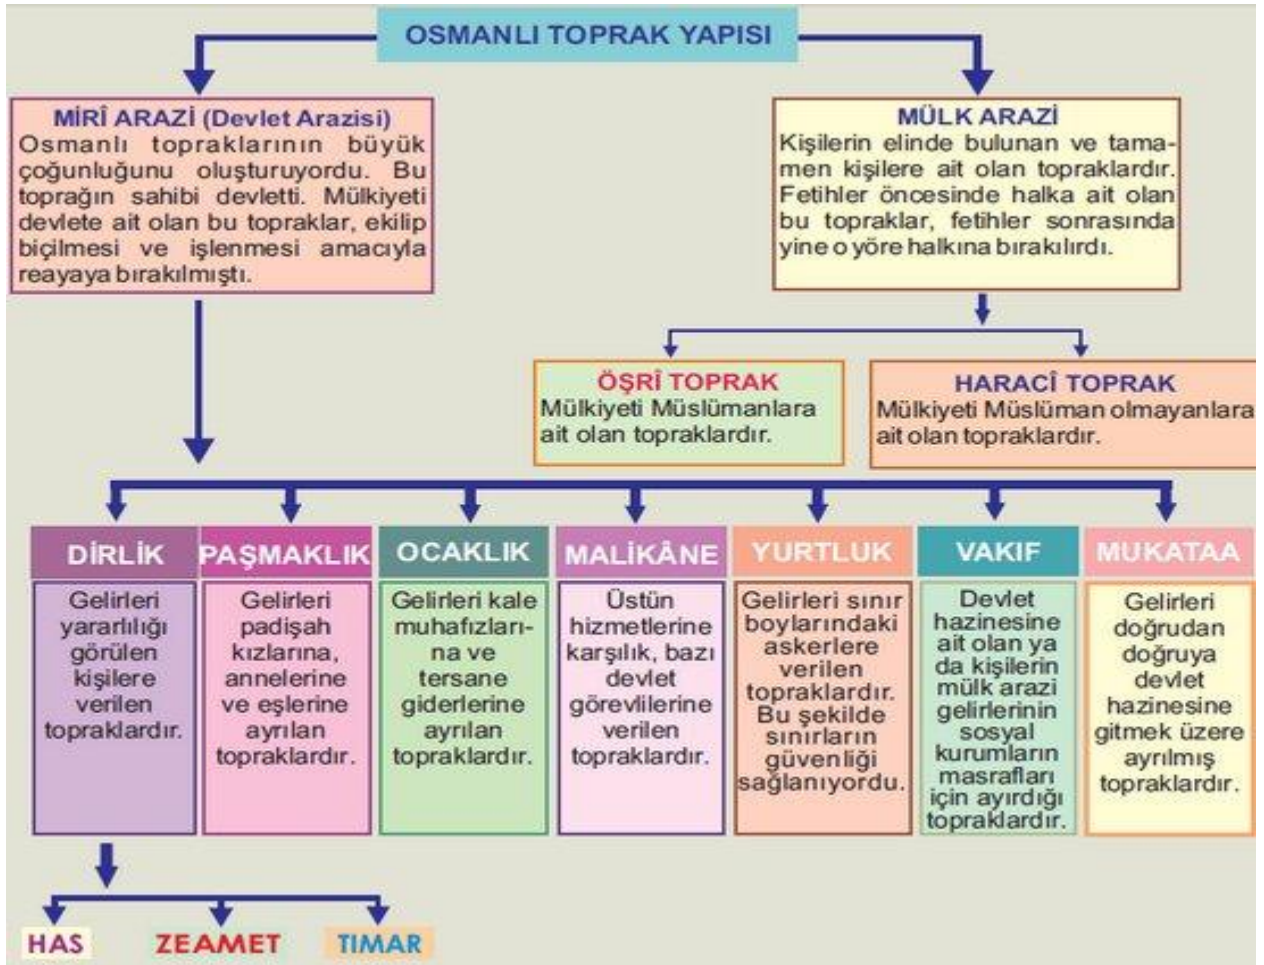 OSMANLI TOPRAK YAPISI
MİRÎ ARAZİ (Devlet Arazisi)
Osmanlı topraklarının büyük
çoğunluğunu oluşturuyordu. Bu
toprağın sahibi devletti. Mülkiyeti
devlete ait olan bu topraklar, ekilip
biçilmesi ve işlenmesi amacıyla
reayaya bırakılmıştı.
MÜLK ARAZİ
Kişilerin elinde bulunan ve tama-
men kişilere ait olan topraklardır.
Fetihler öncesinde halka ait olan
bu topraklar, fetihler sonrasında
yine o yöre halkına bırakılırdı.
ÖŞRÎ TOPRAK
Mülkiyeti Müslümanlara
ait olan topraklardır.
HARACÎ TOPRAK
Mülkiyeti Müslüman olmayanlara
ait olan topraklardır.
DİRLİK
Gelirleri
yararlılığı
görülen
kişilere
verilen
topraklardır.
PAŞMAKLIK
Gelirleri
padişah
kızlarına,
annelerine
ve eşlerine
ayrılan
topraklardır.
OCAKLIK
Gelirleri kale
muhafızları-
na ve
tersane
giderlerine
ayrılan
topraklardır.
MALİKÂNE
Üstün
hizmetlerine
karşılık, bazı
devlet
görevlilerine
verilen
topraklardır.
YURTLUK
Gelirleri sınır
boylarındaki
askerlere
verilen
topraklardır.
Bu şekilde
sınırların
güvenliği
sağlanıyordu.
VAKIF
Devlet
hazinesine
ait olan ya
da kişilerin
mülk arazi
gelirlerinin
sosyal
kurumların
masrafları
için ayırdığı
topraklardır.
MUKATAA
Gelirleri
doğrudan
doğruya
devlet
hazinesine
gitmek üzere
ayrılmış
topraklardır.
HAS
ZEAMET
TIMAR